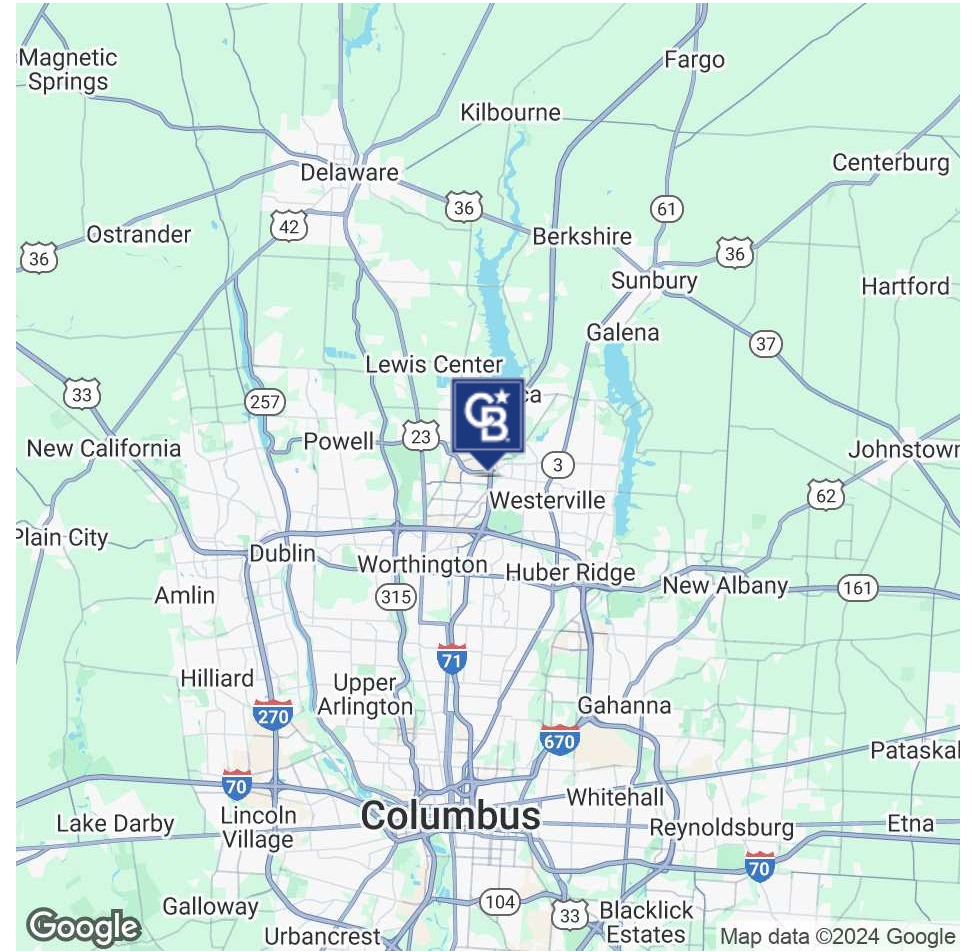 Magnetic
Springs
Fargo
Kilbourne
Centerburg
Delaware
36
61
42
Ostrander
36
Berkshire
36
Sunbury
Hartford
Galena
37
Lewis Center
33
257
CB
ca
23
Powell
New California
3
Johnstown
62
Westerville
Plain City
Dublin
Worthington
Huber Ridge
New Albany
161
Amlin
315
71
Hilliard
Upper
Arlington
Gahanna
270
670
Pataskal
70
Whitehall
Lincoln
Village
Columbus
Lake Darby
Reynoldsburg
Etna
70
Galloway
104
33
Blacklick
Estates
Urbancrest
Google
Map data ©2024 Google